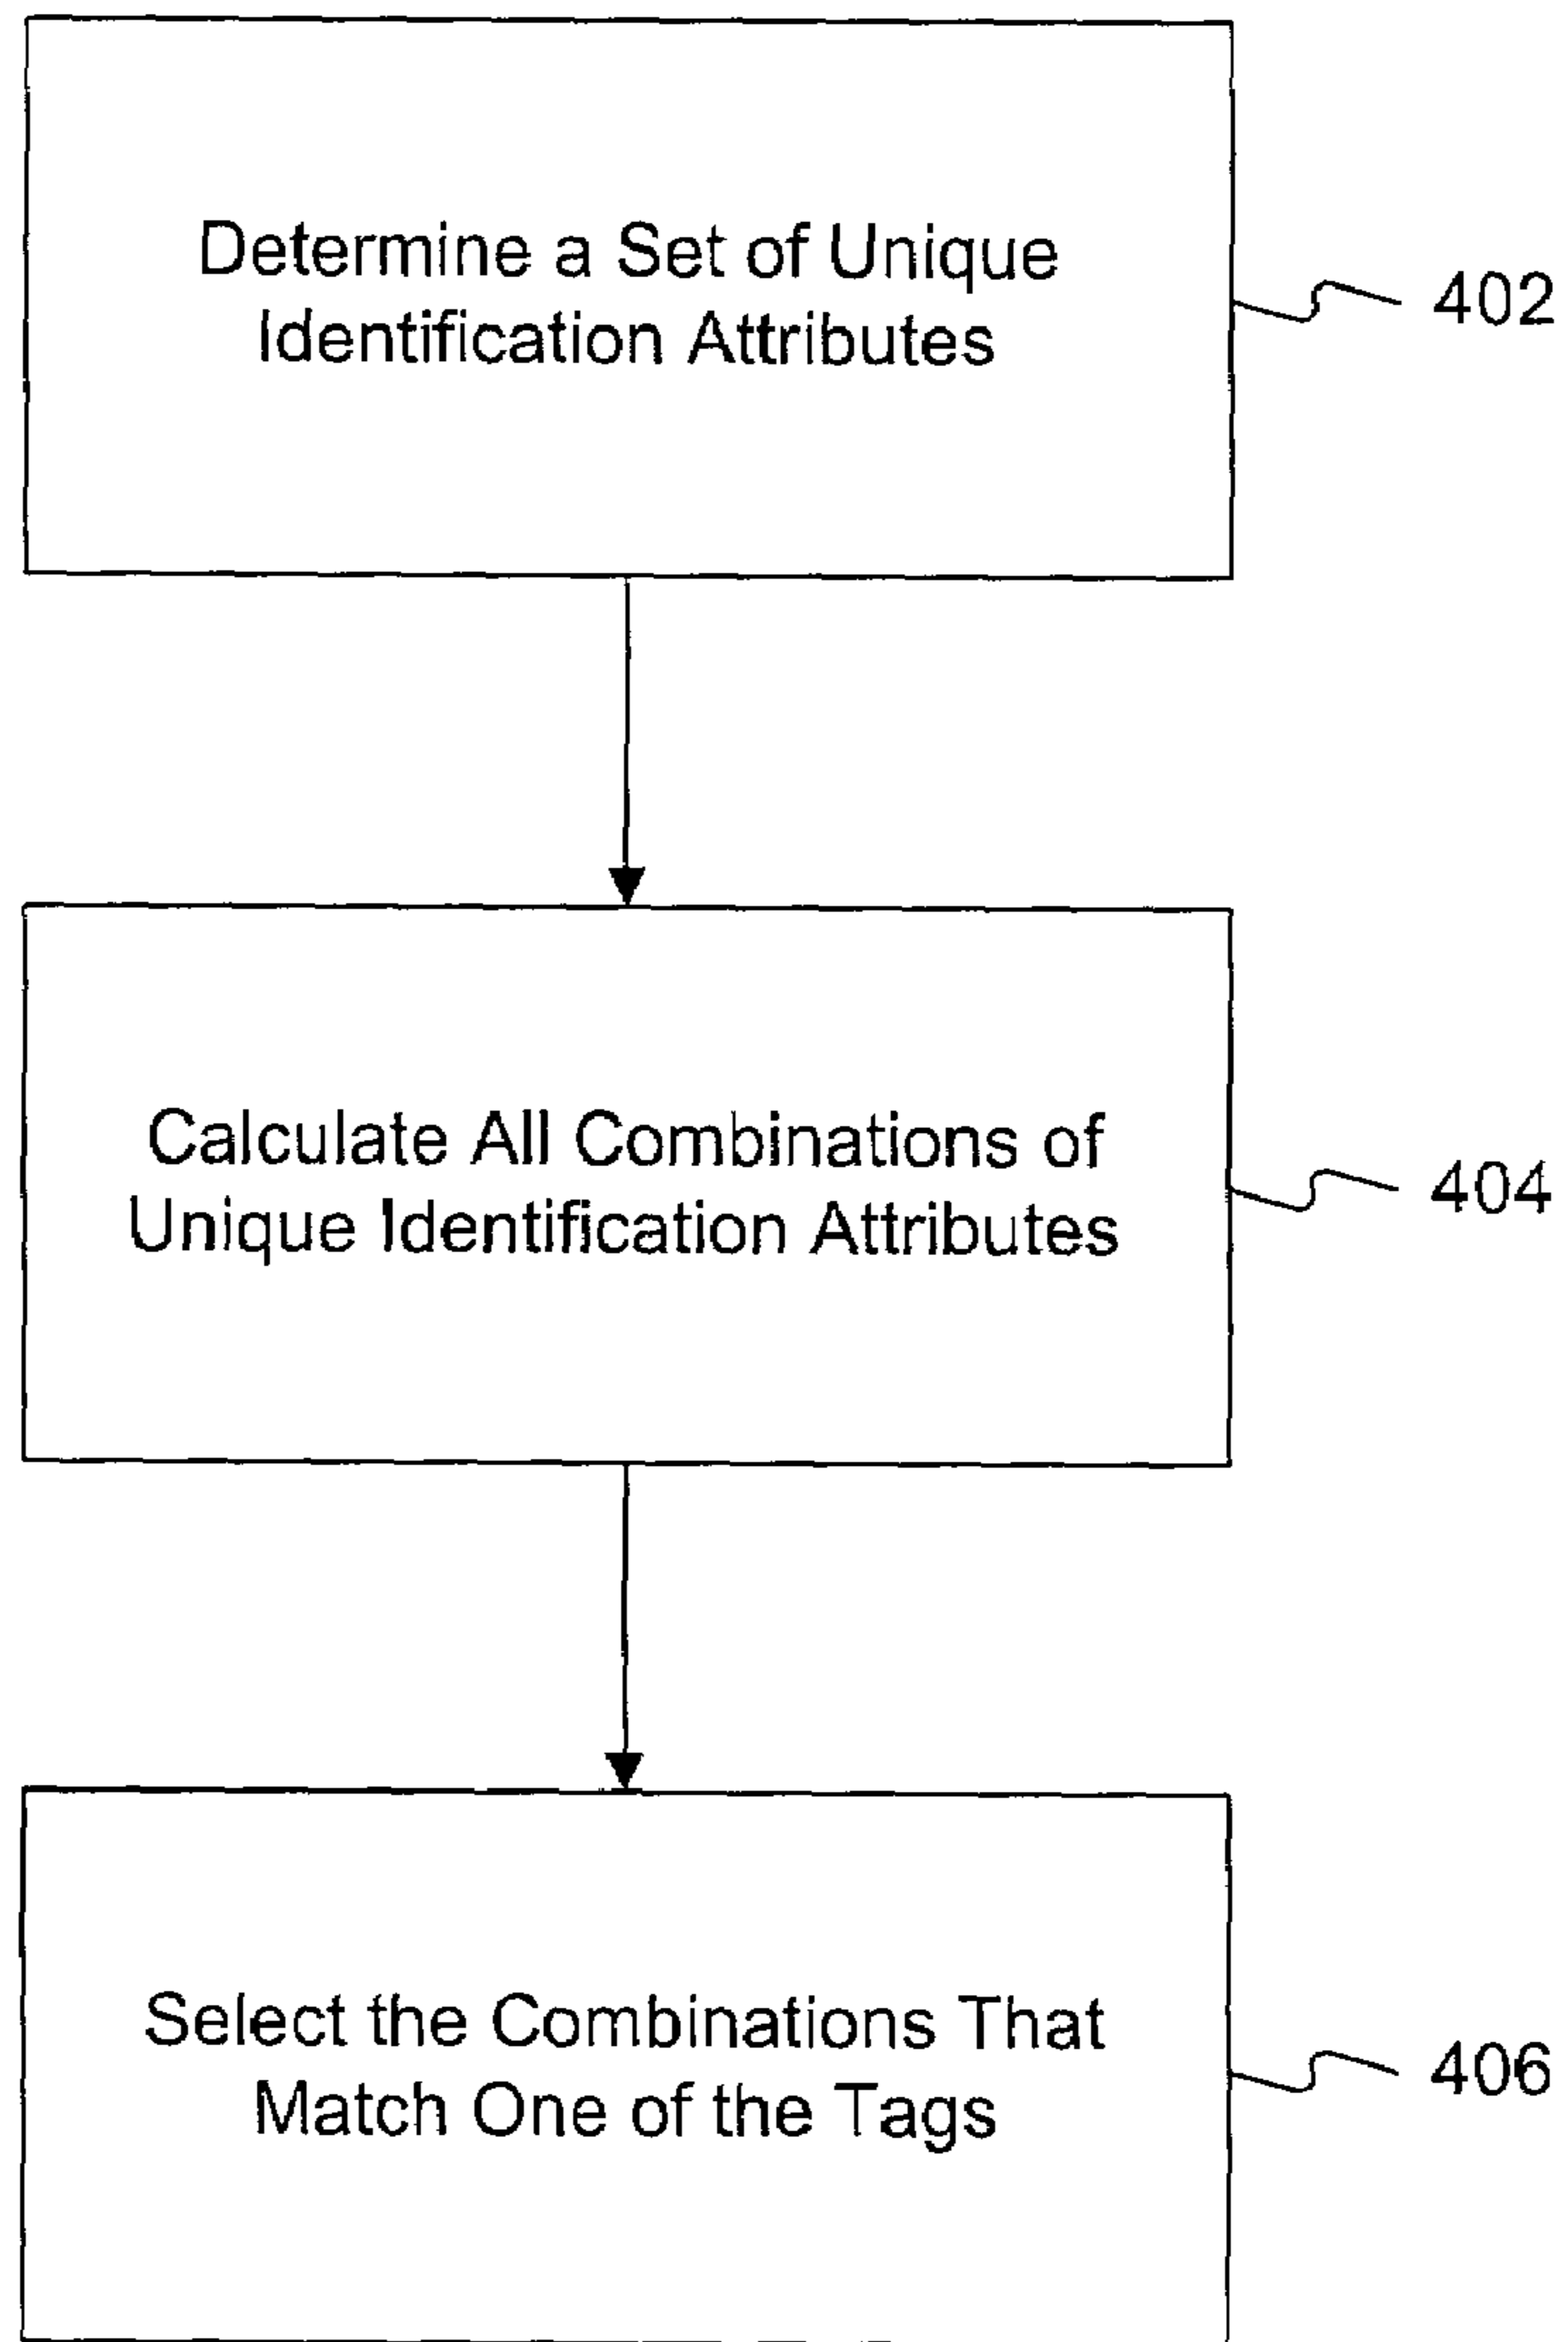 Determine a Set of Unique
Identification Attributes
402
Calculate All Combinations of
Unique Identification Attributes
404
Select the Combinations That
Match One of the Tags
406